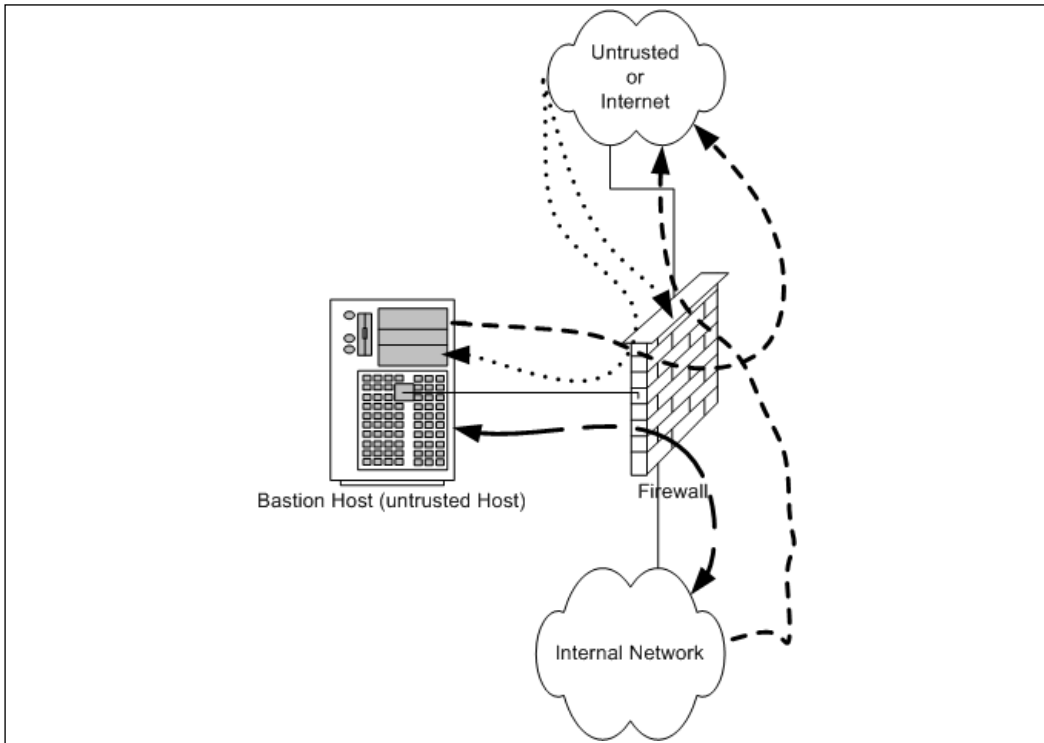 Untrusted
or
Internet
Bastion Host (untrusted Host)
Firewall
Internal Network